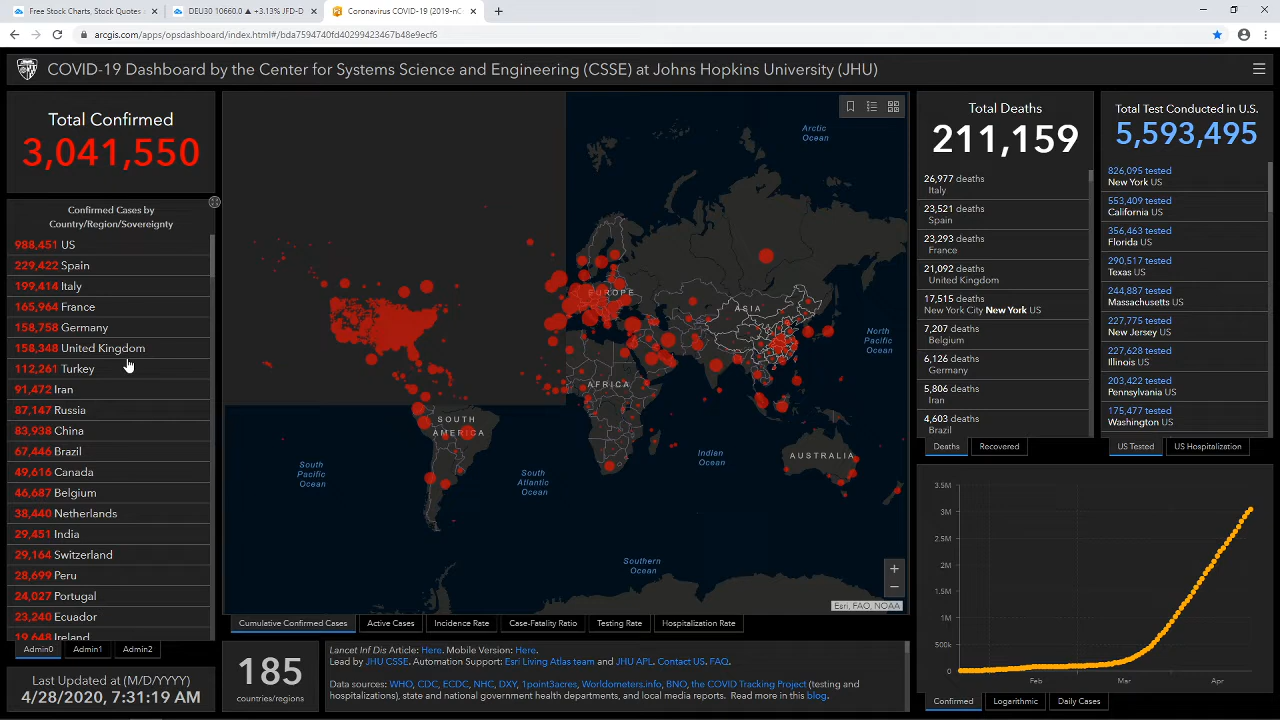 Free Stock Charts, Stock Quotes a
DEU30 10660.0 ▲ +3.13% JFD-D
Coronavirus COVID-19 (2019-nC
arcgis.com/apps/opsdashboard/index.html#/bda7594740fd40299423467b48e9ecf6
COVID-19 Dashboard by the Center for Systems Science and Engineering (CSSE) at Johns Hopkins University (JHU)
Total Confirmed
3,041,550
Confirmed Cases by
Country/Region/Sovereignty
988,451 US
229,422 Spain
199,414 Italy
165,964 France
158,758 Germany
158,348 United Kingdom
112,261 Turkey
91,472 Iran
87,147 Russia
83,938 China
67,446 Brazil
49,616 Canada
46,687 Belgium
38,440 Netherlands
29,451 India
29,164 Switzerland
28,699 Peru
24,027 Portugal
23,240 Ecuador
19,648 Ireland
Admin0
Admin1
Admin2
Last Updated at (M/D/YYYY)
4/28/2020, 7:31:19 AM
Arctic
Ocean
EUROPE
ASIA
North
Pacific
Ocean
AFRICA
SOUTH
AMERICA
AUSTRALIA
Indian
Ocean
South
Pacific
Ocean
South
Atlantic
Ocean
Southern
Ocean
+
−
Esri, FAO, NOAA
Cumulative Confirmed Cases
Active Cases
Incidence Rate
Case-Fatality Ratio
Testing Rate
Hospitalization Rate
185
countries/regions
Lancet Inf Dis Article: Here. Mobile Version: Here.
Lead by JHU CSSE. Automation Support: Esri Living Atlas team and JHU APL. Contact US. FAQ.
Data sources: WHO, CDC, ECDC, NHC, DXY, 1point3acres, Worldometers.info, BNO, the COVID Tracking Project (testing and
hospitalizations), state and national government health departments, and local media reports. Read more in this blog.
Total Deaths
211,159
26,977 deaths
Italy
23,521 deaths
Spain
23,293 deaths
France
21,092 deaths
United Kingdom
17,515 deaths
New York City New York US
7,207 deaths
Belgium
6,126 deaths
Germany
5,806 deaths
Iran
4,603 deaths
Brazil
Deaths
Recovered
Total Test Conducted in U.S.
5,593,495
826,095 tested
New York US
553,409 tested
California US
356,463 tested
Florida US
290,517 tested
Texas US
244,887 tested
Massachusetts US
227,775 tested
New Jersey US
227,628 tested
Illinois US
203,422 tested
Pennsylvania US
175,477 tested
Washington US
US Tested
US Hospitalization
3.5M
3M
2.5M
2M
1.5M
1M
500k
0
Feb
Mar
Apr
Confirmed
Logarithmic
Daily Cases